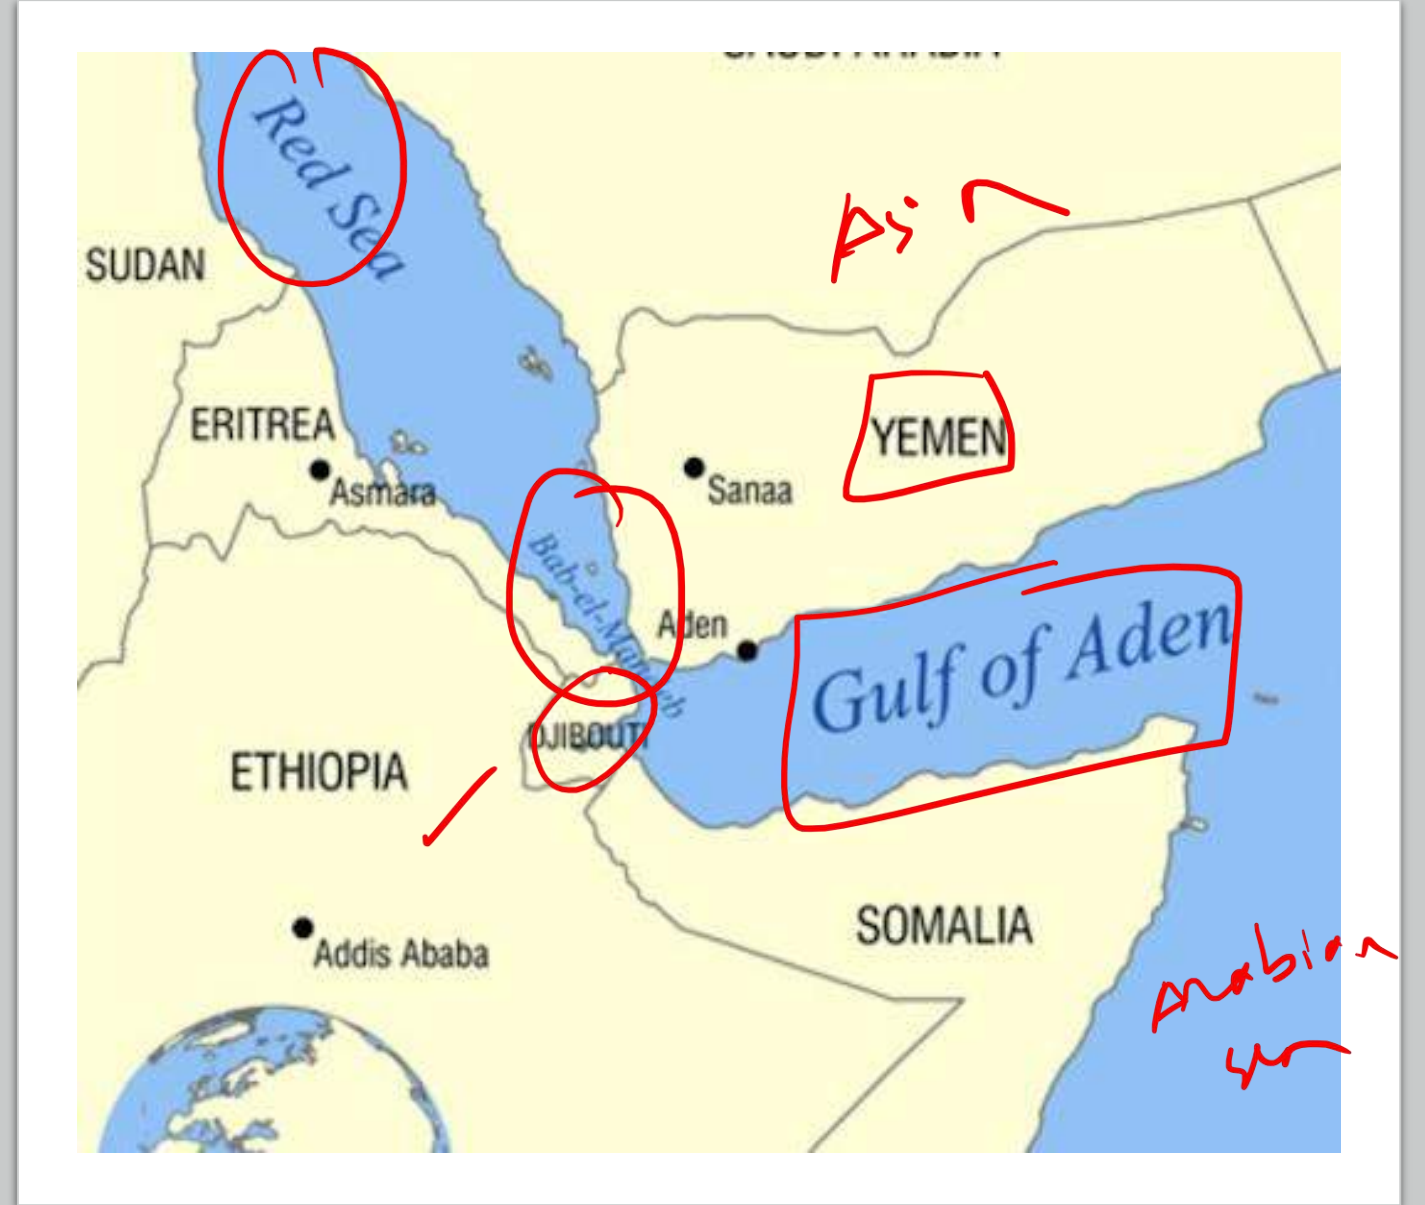 Red Sea
Asia
SUDAN
ERITREA
Asmara
YEMEN
Sanaa
Bab-el-Mandeb
Aden
Gulf of Aden
DJIBOUTI
ETHIOPIA
SOMALIA
Addis Ababa
Arabian
sea